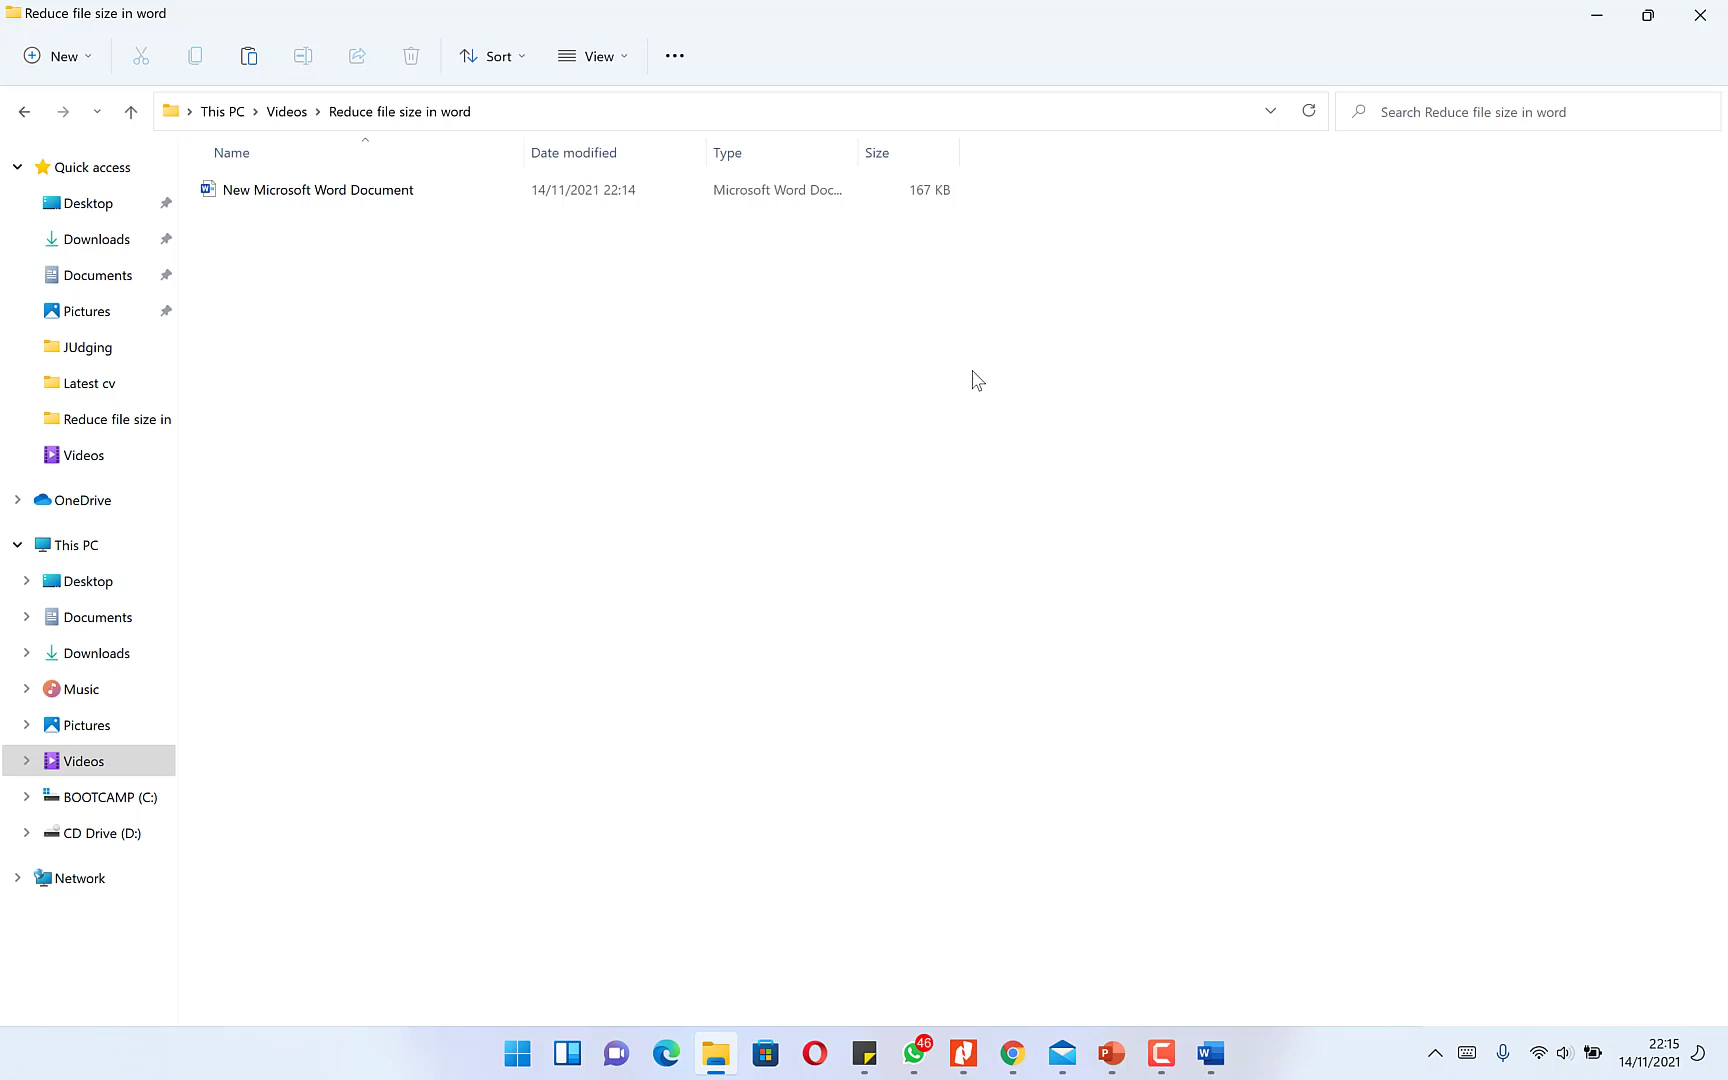 Reduce file size in word
New
Sort
View
This PC
Videos
Reduce file size in word
Search Reduce file size in word
Name
Date modified
Type
Size
New Microsoft Word Document
14/11/2021 22:14
Microsoft Word Doc...
167 KB
Quick access
Desktop
Downloads
Documents
Pictures
JUdging
Latest cv
Reduce file size in
Videos
OneDrive
This PC
Desktop
Documents
Downloads
Music
Pictures
Videos
BOOTCAMP (C:)
CD Drive (D:)
Network
46
22:15
14/11/2021